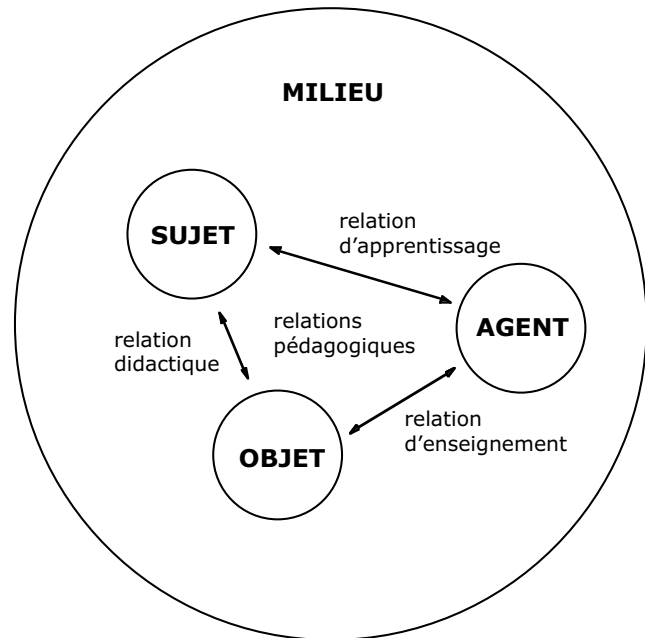 MILIEU
SUJET
relation
d’apprentissage
AGENT
relation
didactique
relations
pédagogiques
relation
d’enseignement
OBJET